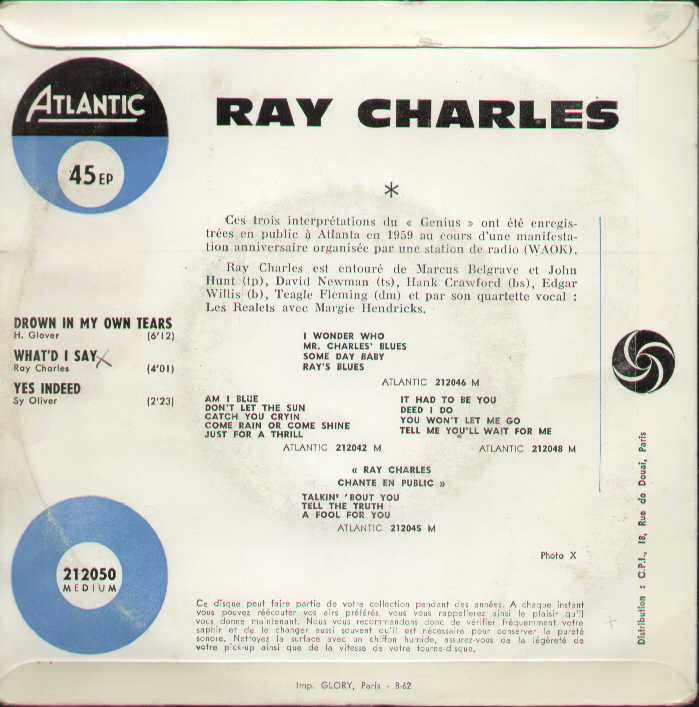 ATLANTIC
45 EP
RAY CHARLES
*
Ces trois interprétations du « Genius » ont été enregis-
trées en public à Atlanta en 1959 au cours d'une manifesta-
tion anniversaire organisée par une station de radio (WAOK).
Ray Charles est entouré de Marcus Belgrave et John
Hunt (tp), David Newman (ts), Hank Crawford (bs), Edgar
Willis (b), Teagle Fleming (dm) et par son quartette vocal :
Les Realets avec Margie Hendricks.
DROWN IN MY OWN TEARS
H. Glover (6'12)
WHAT'D I SAY
Ray Charles (4'01)
YES INDEED
Sy Oliver (2'23)
I WONDER WHO
MR. CHARLES' BLUES
SOME DAY BABY
RAY'S BLUES
ATLANTIC 212046 M
AM I BLUE
DON'T LET THE SUN
CATCH YOU CRYIN
COME RAIN OR COME SHINE
JUST FOR A THRILL
ATLANTIC 212042 M
IT HAD TO BE YOU
DEED I DO
YOU WON'T LET ME GO
TELL ME YOU'LL WAIT FOR ME
ATLANTIC 212048 M
« RAY CHARLES
CHANTE EN PUBLIC »
TALKIN' 'BOUT YOU
TELL THE TRUTH
A FOOL FOR YOU
ATLANTIC 212045 M
212050
MEDIUM
Photo X
Distribution : C.P.I., 18, Rue de Douai, Paris
Ce disque peut faire partie de votre collection pendant des années. A chaque instant
vous pouvez réécouter vos airs préférés, vous vous rappellerez ainsi le plaisir qu'il
vous donne maintenant. Nous vous recommandons donc de vérifier fréquemment votre
saphir et de le changer aussi souvent qu'il est nécessaire pour conserver la pureté
sonore. Nettoyez la surface avec un chiffon humide, assurez-vous de la légèreté de
votre pick-up ainsi que de la vitesse de votre tourne-disque.
Imp. GLORY, Paris - 8-62